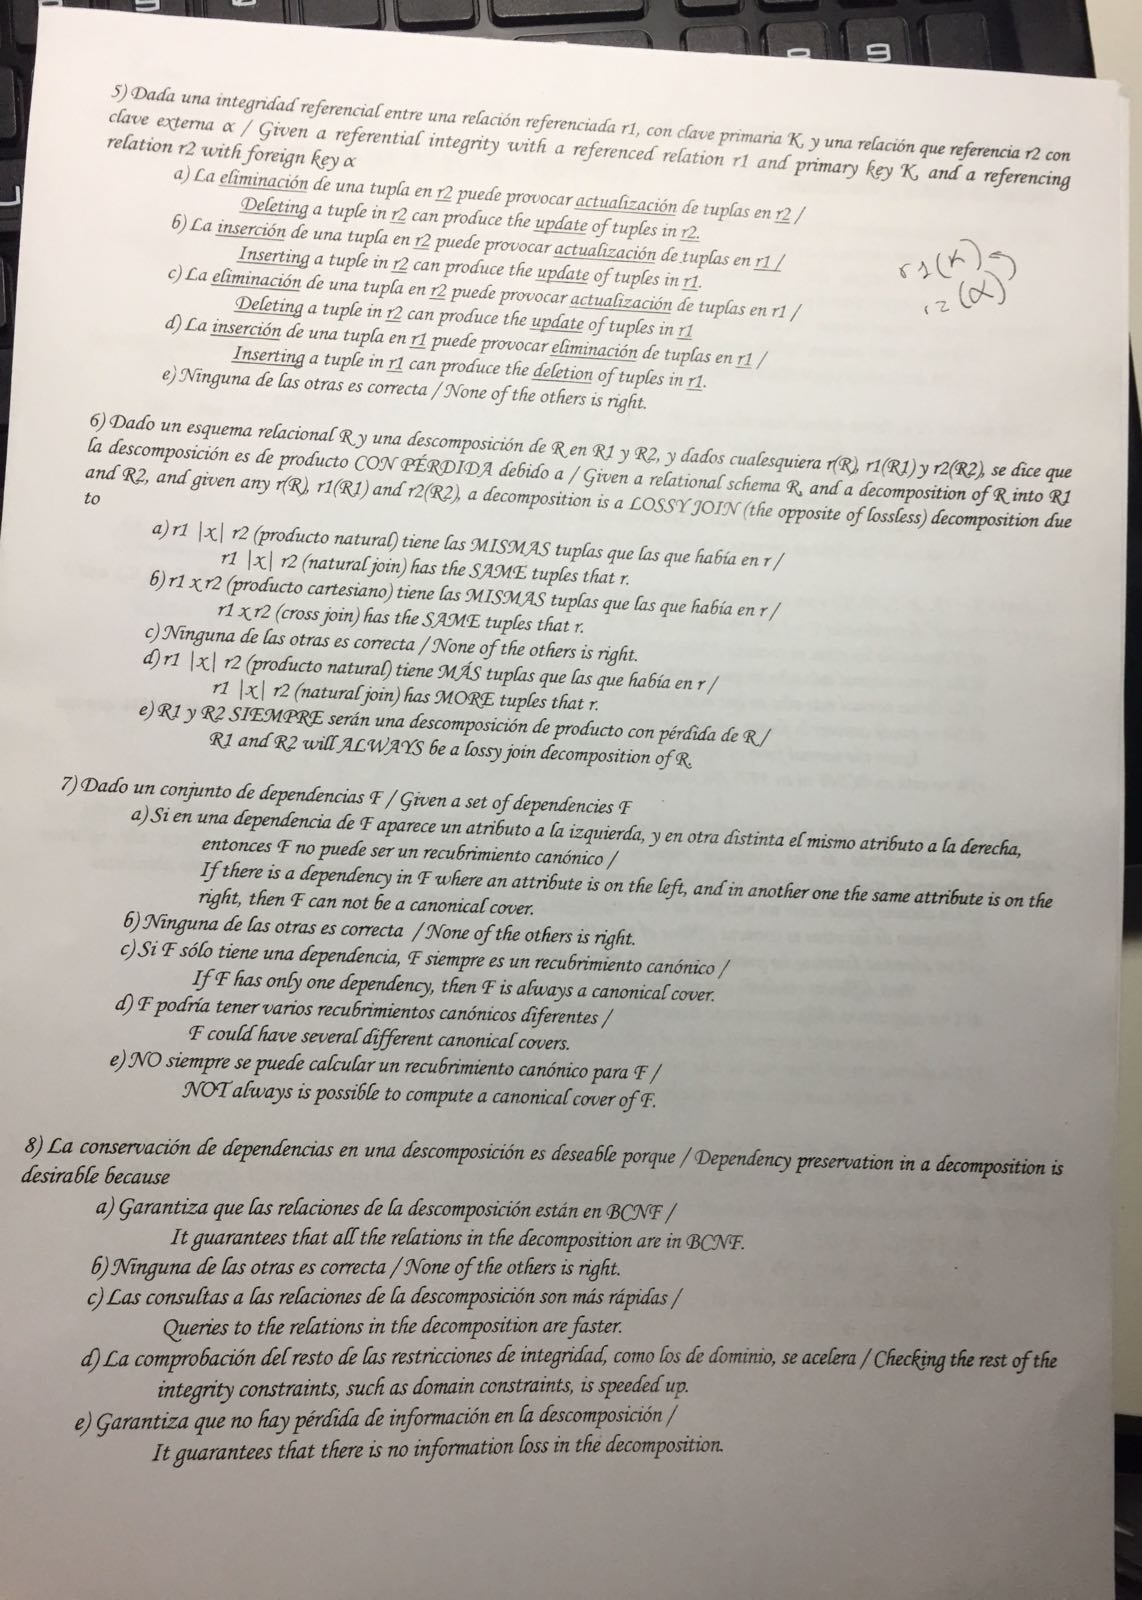 5) Dada una integridad referencial entre una relación referenciada r1, con clave primaria K, y una relación que referencia r2 con
clave externa α / Given a referential integrity with a referenced relation r1 and primary key K, and a referencing
relation r2 with foreign key α
a) La eliminación de una tupla en r2 puede provocar actualización de tuplas en r2 /
Deleting a tuple in r2 can produce the update of tuples in r2.
b) La inserción de una tupla en r2 puede provocar actualización de tuplas en r1 /
Inserting a tuple in r2 can produce the update of tuples in r1.
c) La eliminación de una tupla en r2 puede provocar actualización de tuplas en r1 /
Deleting a tuple in r2 can produce the update of tuples in r1
d) La inserción de una tupla en r1 puede provocar eliminación de tuplas en r1 /
Inserting a tuple in r1 can produce the deletion of tuples in r1.
e) Ninguna de las otras es correcta / None of the others is right.
r1(K)
r2(α)
6) Dado un esquema relacional R y una descomposición de R en R1 y R2, y dados cualesquiera r(R), r1(R1) y r2(R2), se dice que
la descomposición es de producto CON PÉRDIDA debido a / Given a relational schema R, and a decomposition of R into R1
and R2, and given any r(R), r1(R1) and r2(R2), a decomposition is a LOSSY JOIN (the opposite of lossless) decomposition due
to
a) r1 |x| r2 (producto natural) tiene las MISMAS tuplas que las que había en r /
r1 |x| r2 (natural join) has the SAME tuples that r.
b) r1 x r2 (producto cartesiano) tiene las MISMAS tuplas que las que había en r /
r1 x r2 (cross join) has the SAME tuples that r.
c) Ninguna de las otras es correcta / None of the others is right.
d) r1 |x| r2 (producto natural) tiene MÁS tuplas que las que había en r /
r1 |x| r2 (natural join) has MORE tuples that r.
e) R1 y R2 SIEMPRE serán una descomposición de producto con pérdida de R /
R1 and R2 will ALWAYS be a lossy join decomposition of R.
7) Dado un conjunto de dependencias F / Given a set of dependencies F
a) Si en una dependencia de F aparece un atributo a la izquierda, y en otra distinta el mismo atributo a la derecha,
entonces F no puede ser un recubrimiento canónico /
If there is a dependency in F where an attribute is on the left, and in another one the same attribute is on the
right, then F can not be a canonical cover.
b) Ninguna de las otras es correcta / None of the others is right.
c) Si F sólo tiene una dependencia, F siempre es un recubrimiento canónico /
If F has only one dependency, then F is always a canonical cover.
d) F podría tener varios recubrimientos canónicos diferentes /
F could have several different canonical covers.
e) NO siempre se puede calcular un recubrimiento canónico para F /
NOT always is possible to compute a canonical cover of F.
8) La conservación de dependencias en una descomposición es deseable porque / Dependency preservation in a decomposition is
desirable because
a) Garantiza que las relaciones de la descomposición están en BCNF /
It guarantees that all the relations in the decomposition are in BCNF.
b) Ninguna de las otras es correcta / None of the others is right.
c) Las consultas a las relaciones de la descomposición son más rápidas /
Queries to the relations in the decomposition are faster.
d) La comprobación del resto de las restricciones de integridad, como los de dominio, se acelera / Checking the rest of the
integrity constraints, such as domain constraints, is speeded up.
e) Garantiza que no hay pérdida de información en la descomposición /
It guarantees that there is no information loss in the decomposition.